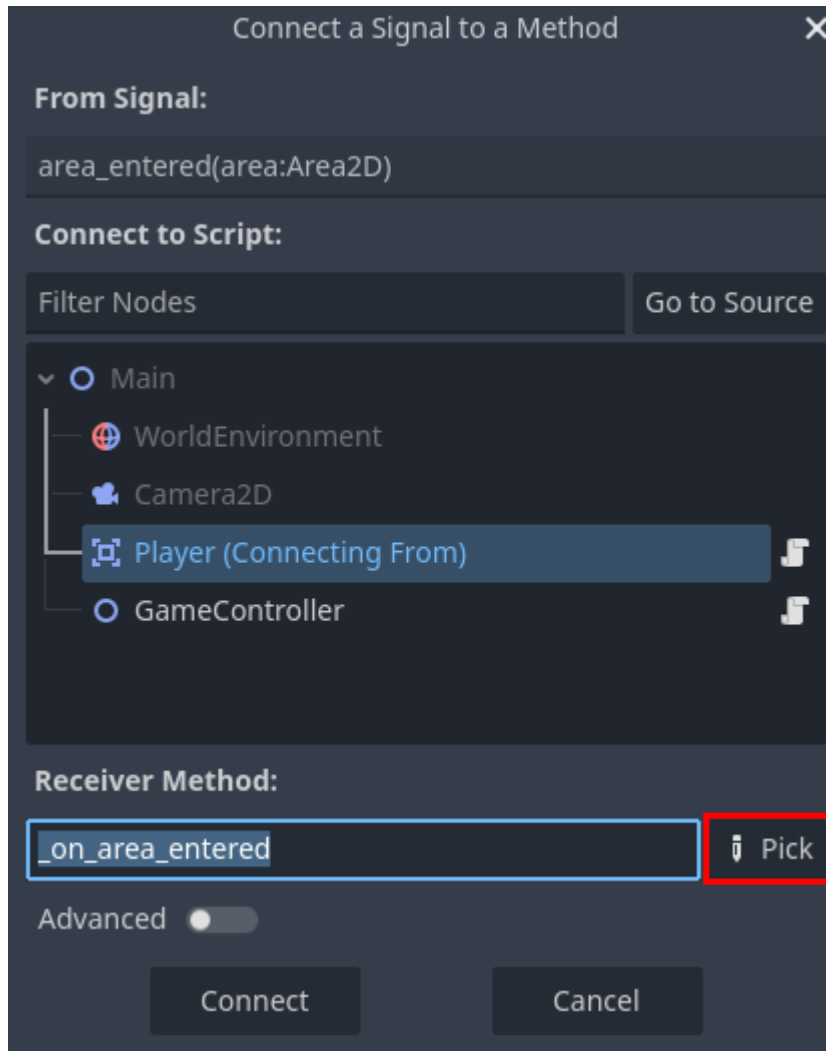 Connect a Signal to a Method
From Signal:
area_entered(area:Area2D)
Connect to Script:
Filter Nodes
Go to Source
Main
WorldEnvironment
Camera2D
Player (Connecting From)
GameController
Receiver Method:
_on_area_entered
Pick
Advanced
Connect
Cancel